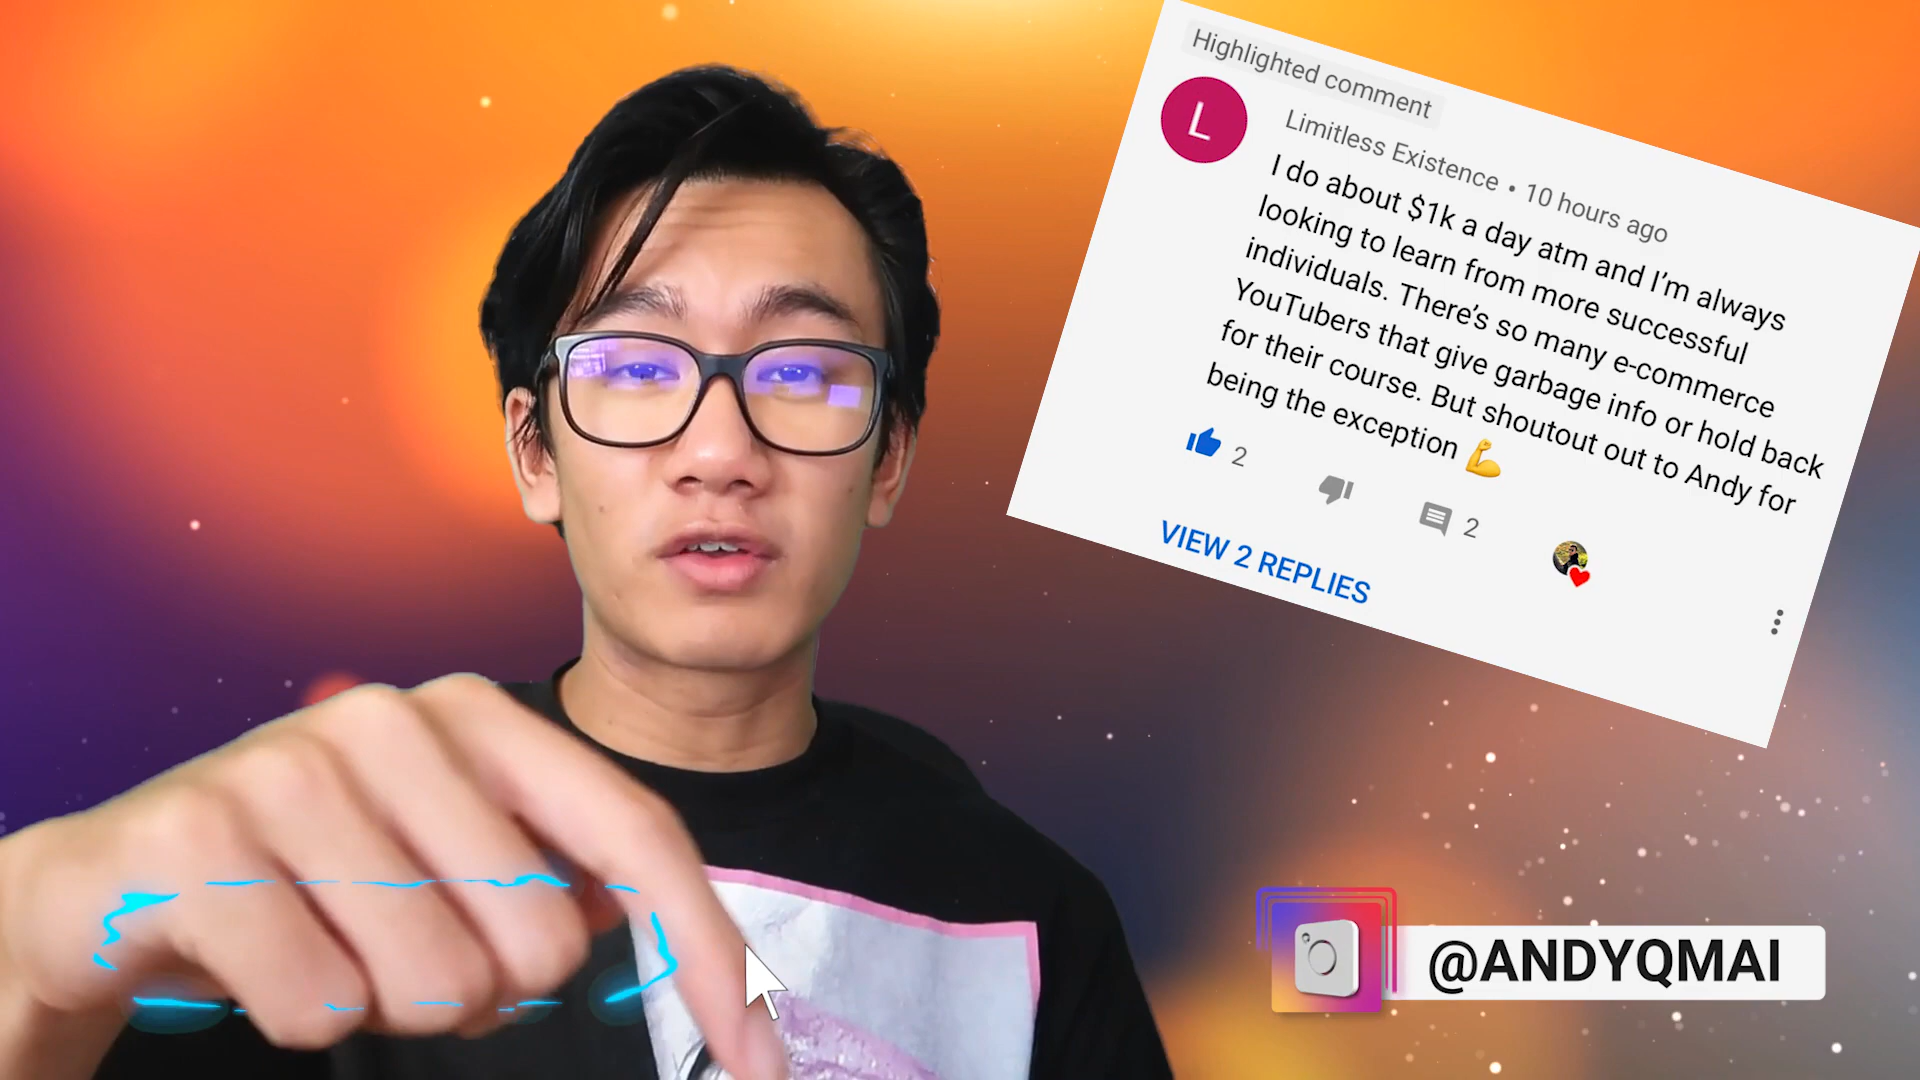 Highlighted comment
L
Limitless Existence • 10 hours ago
I do about $1k a day atm and I'm always
looking to learn from more successful
individuals. There's so many e-commerce
YouTubers that give garbage info or hold back
for their course. But shoutout out to Andy for
being the exception 💪
2
2
VIEW 2 REPLIES
@ANDYQMAI